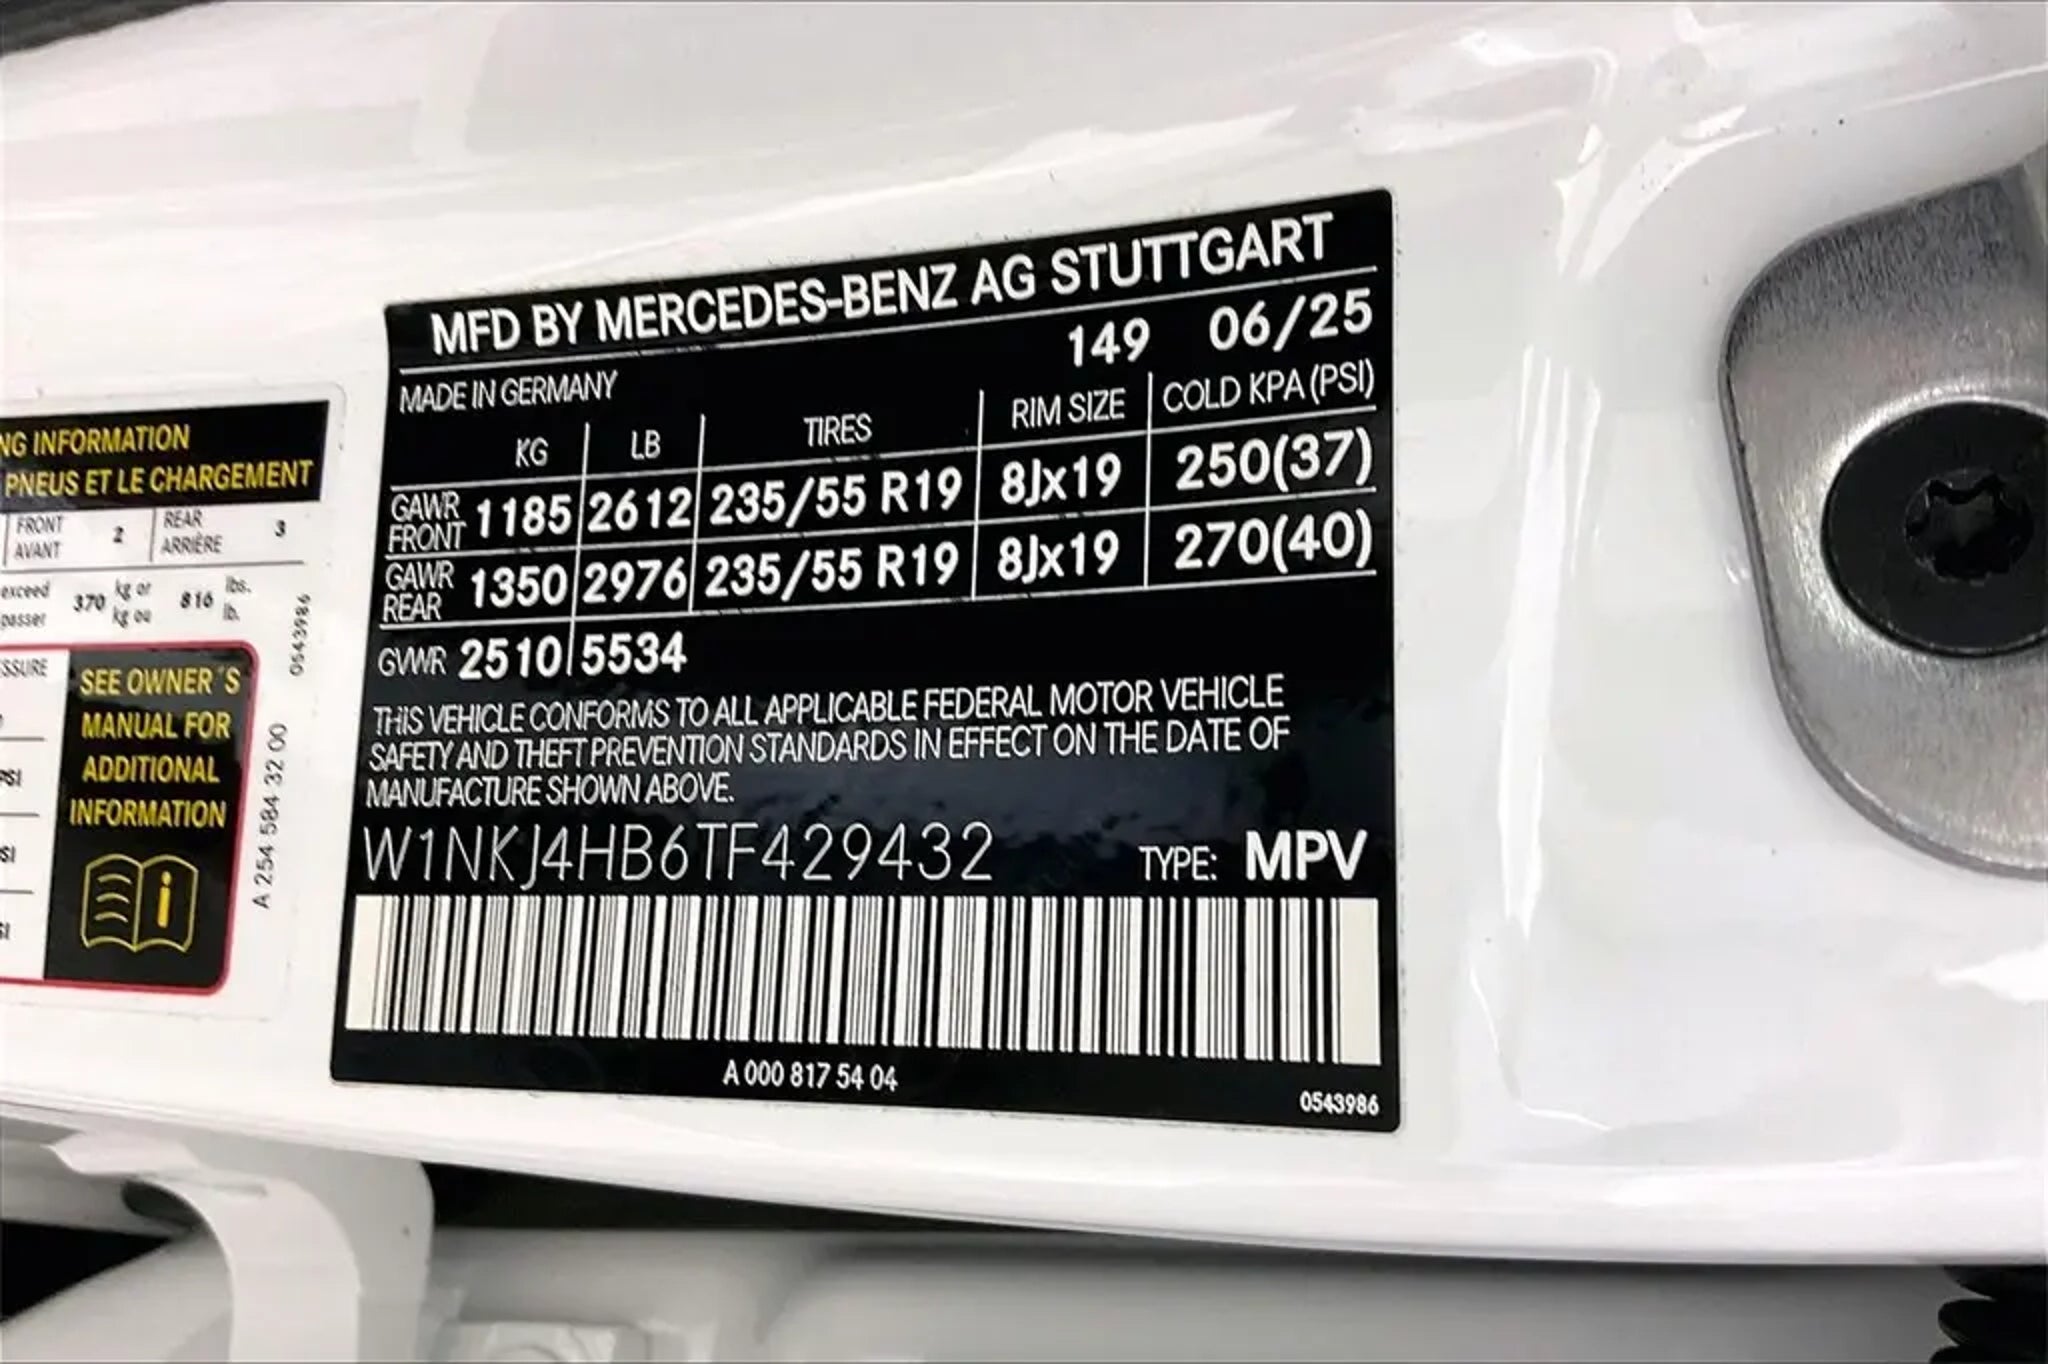 MFD BY MERCEDES-BENZ AG STUTTGART
149 06/25
MADE IN GERMANY
KG LB TIRES RIM SIZE COLD KPA (PSI)
GAWR FRONT 1185 2612 235/55 R19 8Jx19 250(37)
GAWR REAR 1350 2976 235/55 R19 8Jx19 270(40)
GVWR 2510 5534
THIS VEHICLE CONFORMS TO ALL APPLICABLE FEDERAL MOTOR VEHICLE
SAFETY AND THEFT PREVENTION STANDARDS IN EFFECT ON THE DATE OF
MANUFACTURE SHOWN ABOVE.
W1NKJ4HB6TF429432 TYPE: MPV
A 000 817 54 04
0543986
NG INFORMATION
PNEUS ET LE CHARGEMENT
FRONT 2 REAR 3
AVANT ARRIÈRE
exceed 370 kg or 816 lbs.
passer kg ou lb.
0543986
SSURE
PSI
SI
SI
SEE OWNER´S
MANUAL FOR
ADDITIONAL
INFORMATION
i
A 254 584 32 00